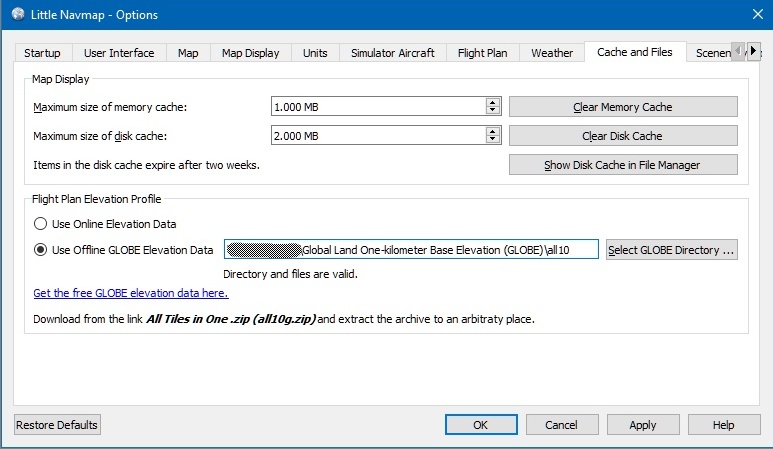 Little Navmap - Options
Startup User Interface Map Map Display Units Simulator Aircraft Flight Plan Weather Cache and Files
Map Display
Maximum size of memory cache: 1.000 MB Clear Memory Cache
Maximum size of disk cache: 2.000 MB Clear Disk Cache
Items in the disk cache expire after two weeks. Show Disk Cache in File Manager
Flight Plan Elevation Profile
Use Online Elevation Data
Use Offline GLOBE Elevation Data \Global Land One-kilometer Base Elevation (GLOBE)\all10 Select GLOBE Directory ...
Directory and files are valid.
Get the free GLOBE elevation data here.
Download from the link All Tiles in One .zip (all10g.zip) and extract the archive to an arbitraty place.
Restore Defaults OK Cancel Apply Help